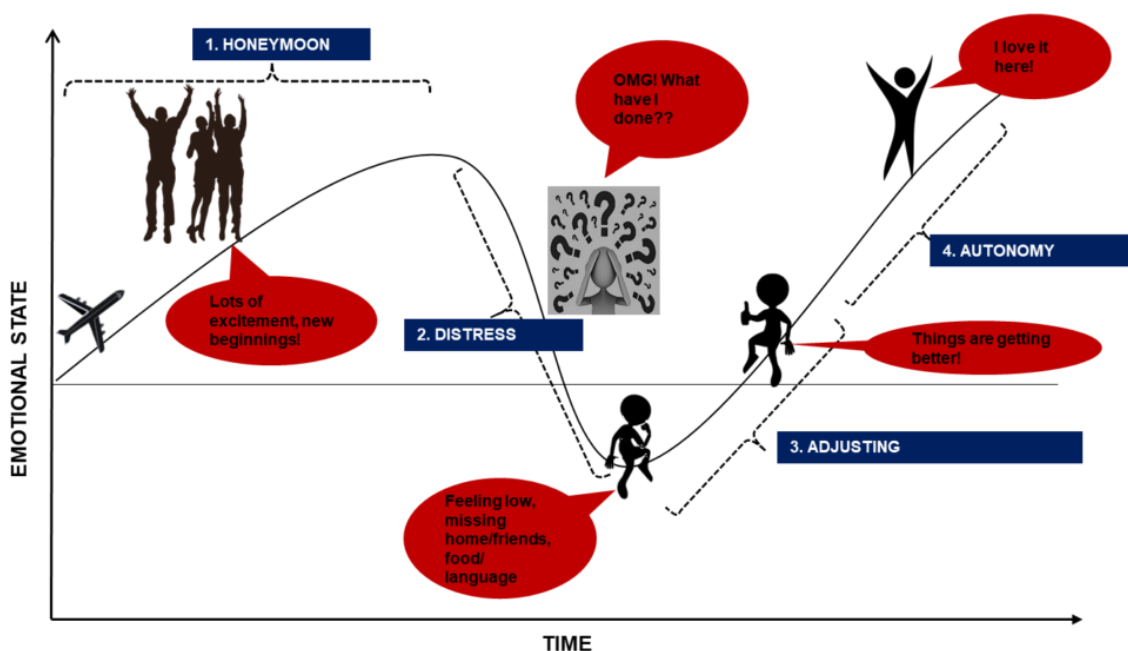 1. HONEYMOON
I love it
here!
OMG! What
have I
done??
4. AUTONOMY
Lots of
excitement, new
beginnings!
2. DISTRESS
Things are getting
better!
3. ADJUSTING
Feeling low,
missing
home/friends,
food/
language
EMOTIONAL STATE
TIME